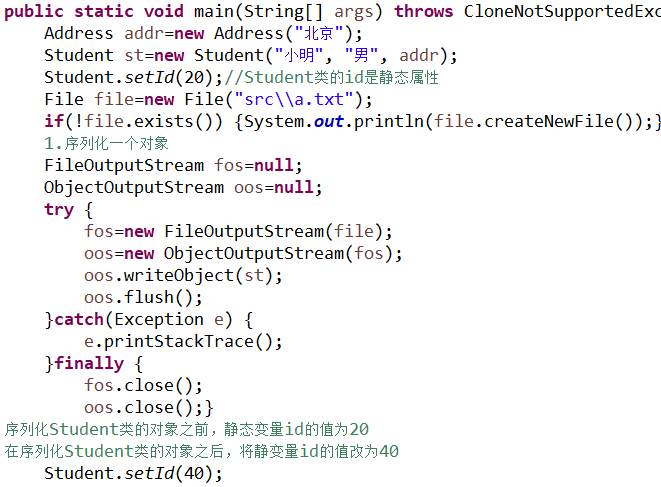 public static void main(String[] args) throws CloneNotSupportedExc
Address addr=new Address("北京");
Student st=new Student("小明", "男", addr);
Student.setId(20);//Student类的id是静态属性
File file=new File("src\\a.txt");
if(!file.exists()) {System.out.println(file.createNewFile());}
1.序列化一个对象
FileOutputStream fos=null;
ObjectOutputStream oos=null;
try {
fos=new FileOutputStream(file);
oos=new ObjectOutputStream(fos);
oos.writeObject(st);
oos.flush();
}catch(Exception e) {
e.printStackTrace();
}finally {
fos.close();
oos.close();}
序列化Student类的对象之前，静态变量id的值为20
在序列化Student类的对象之后，将静变量id的值改为40
Student.setId(40);